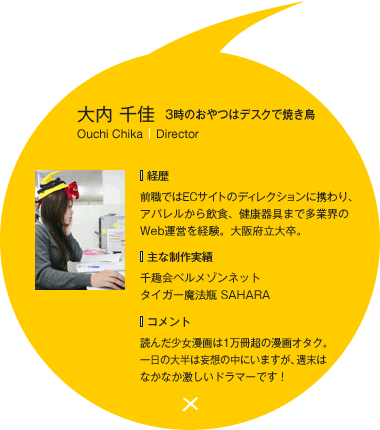 大内 千佳 3時のおやつはデスクで焼き鳥
Ouchi Chika | Director
経歴
前職ではECサイトのディレクションに携わり、
アパレルから飲食、健康器具まで多業界の
Web運営を経験。大阪府立大卒。
主な制作実績
千趣会ベルメゾンネット
タイガー魔法瓶 SAHARA
コメント
読んだ少女漫画は1万冊超の漫画オタク。
一日の大半は妄想の中にいますが、週末は
なかなか激しいドラマーです！